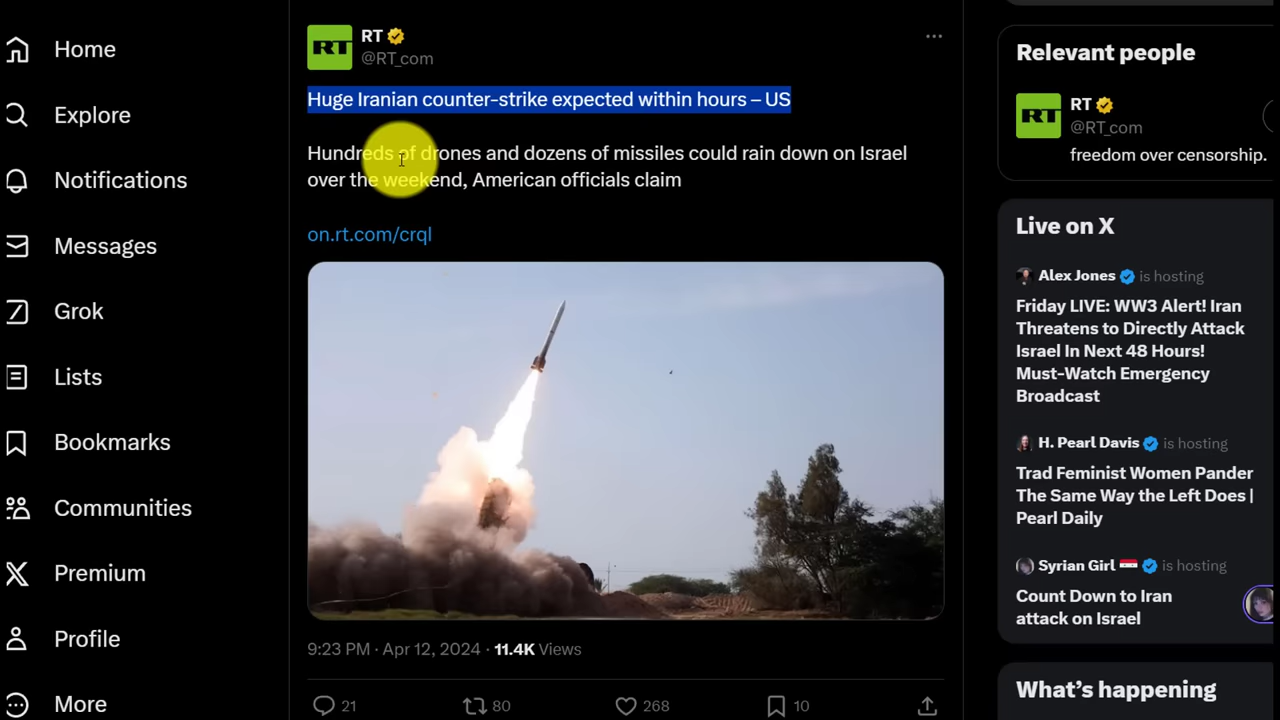 Home
Explore
Notifications
Messages
Grok
Lists
Bookmarks
Communities
Premium
Profile
More
RT
RT
@RT_com
Huge Iranian counter-strike expected within hours – US
Hundreds of drones and dozens of missiles could rain down on Israel
over the weekend, American officials claim
on.rt.com/crql
9:23 PM · Apr 12, 2024 · 11.4K Views
21 80 268 10
Relevant people
RT
RT
@RT_com
freedom over censorship.
Live on X
Alex Jones is hosting
Friday LIVE: WW3 Alert! Iran
Threatens to Directly Attack
Israel In Next 48 Hours!
Must-Watch Emergency
Broadcast
H. Pearl Davis is hosting
Trad Feminist Women Pander
The Same Way the Left Does |
Pearl Daily
Syrian Girl is hosting
Count Down to Iran
attack on Israel
What's happening